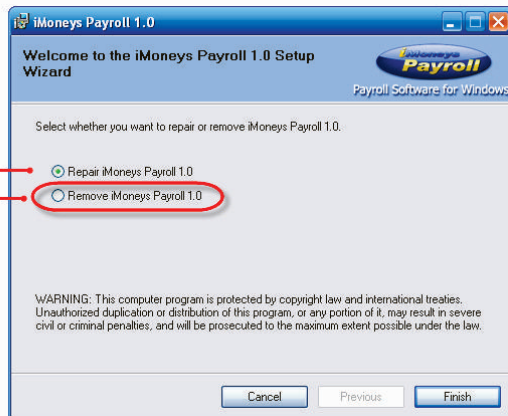 iMoneys Payroll 1.0
Welcome to the iMoneys Payroll 1.0 Setup
Wizard
iMoneys
Payroll
Payroll Software for Windows
Select whether you want to repair or remove iMoneys Payroll 1.0.
Repair iMoneys Payroll 1.0
Remove iMoneys Payroll 1.0
WARNING: This computer program is protected by copyright law and international treaties.
Unauthorized duplication or distribution of this program, or any portion of it, may result in severe
civil or criminal penalties, and will be prosecuted to the maximum extent possible under the law.
Cancel Previous Finish